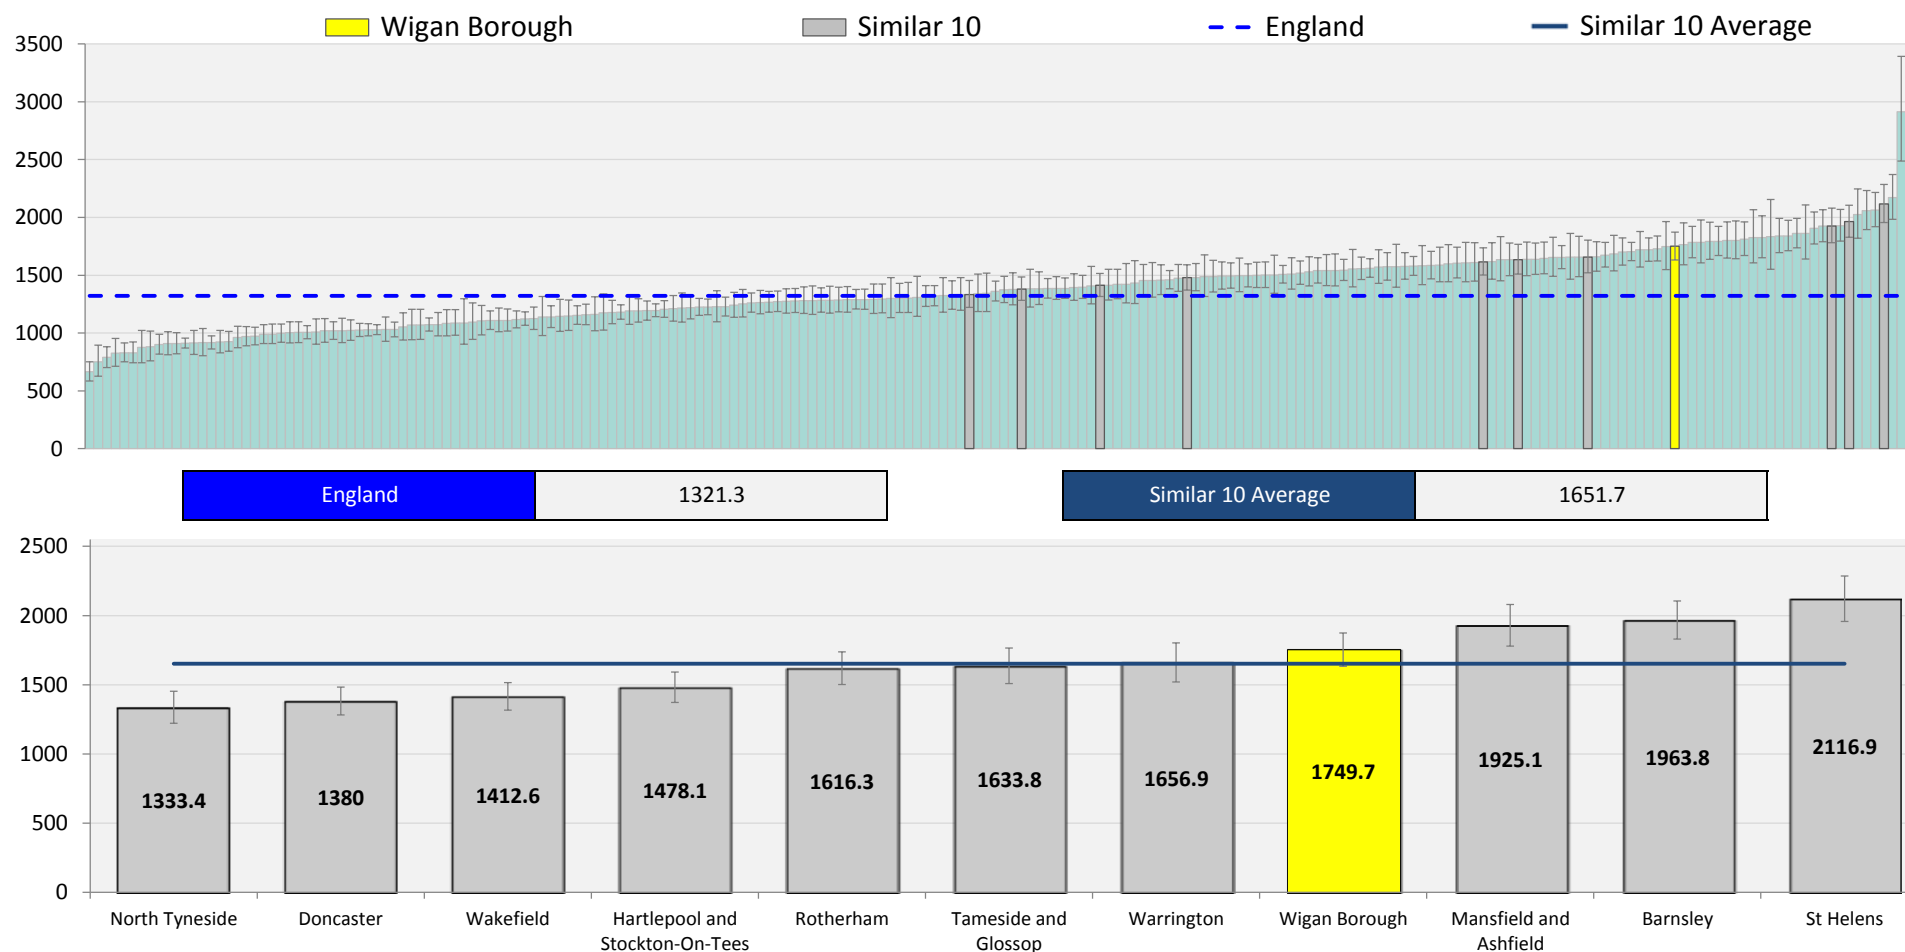 Wigan Borough
Similar 10
England
Similar 10 Average
3500
3000
2500
2000
1500
1000
500
0
England
1321.3
Similar 10 Average
1651.7
2500
2000
1500
1000
500
0
1333.4
1380
1412.6
1478.1
1616.3
1633.8
1656.9
1749.7
1925.1
1963.8
2116.9
North Tyneside
Doncaster
Wakefield
Hartlepool and
Stockton-On-Tees
Rotherham
Tameside and
Glossop
Warrington
Wigan Borough
Mansfield and
Ashfield
Barnsley
St Helens